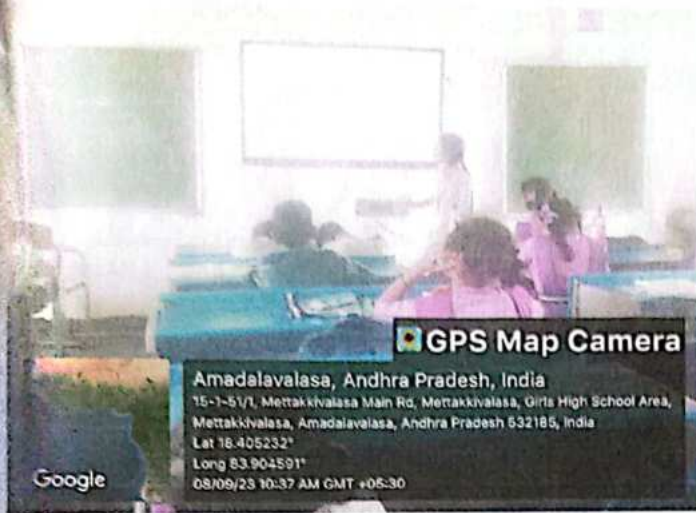 GPS Map Camera
Amadalavalasa, Andhra Pradesh, India
15-1-51/1, Mettakkivalasa Main Rd, Mettakkivalasa, Girls High School Area,
Mettakkivalasa, Amadalavalasa, Andhra Pradesh 532185, India
Lat 18.405232°
Long 83.904591°
08/09/23 10:37 AM GMT +05:30
Google